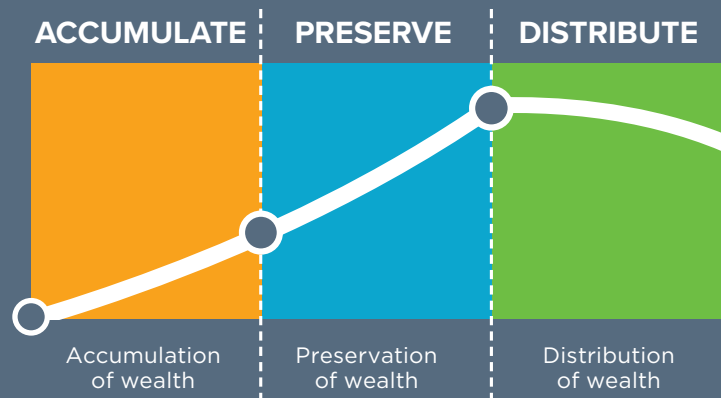 ACCUMULATE
PRESERVE
DISTRIBUTE
Accumulation
of wealth
Preservation
of wealth
Distribution
of wealth